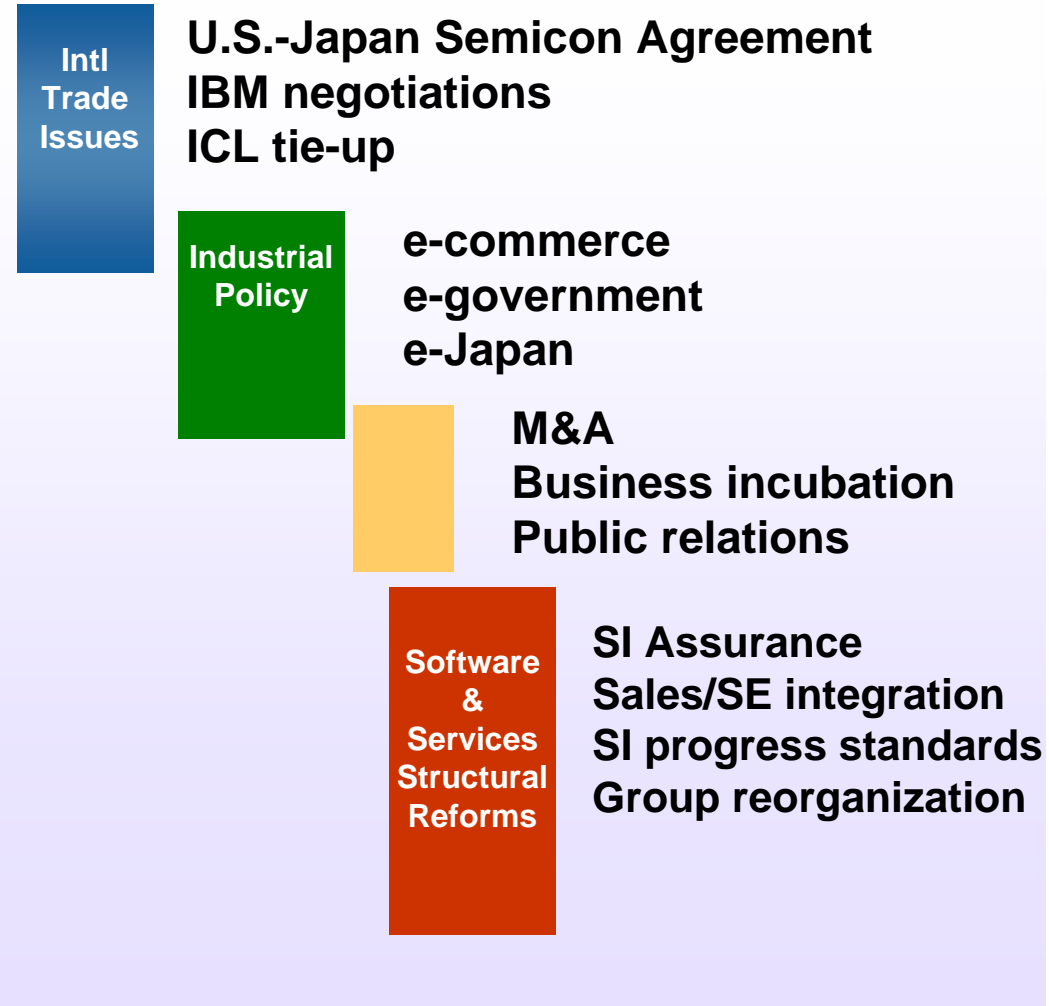 Intl
Trade
Issues
U.S.-Japan Semicon Agreement
IBM negotiations
ICL tie-up
Industrial
Policy
e-commerce
e-government
e-Japan
M&A
Business incubation
Public relations
Software
&
Services
Structural
Reforms
SI Assurance
Sales/SE integration
SI progress standards
Group reorganization